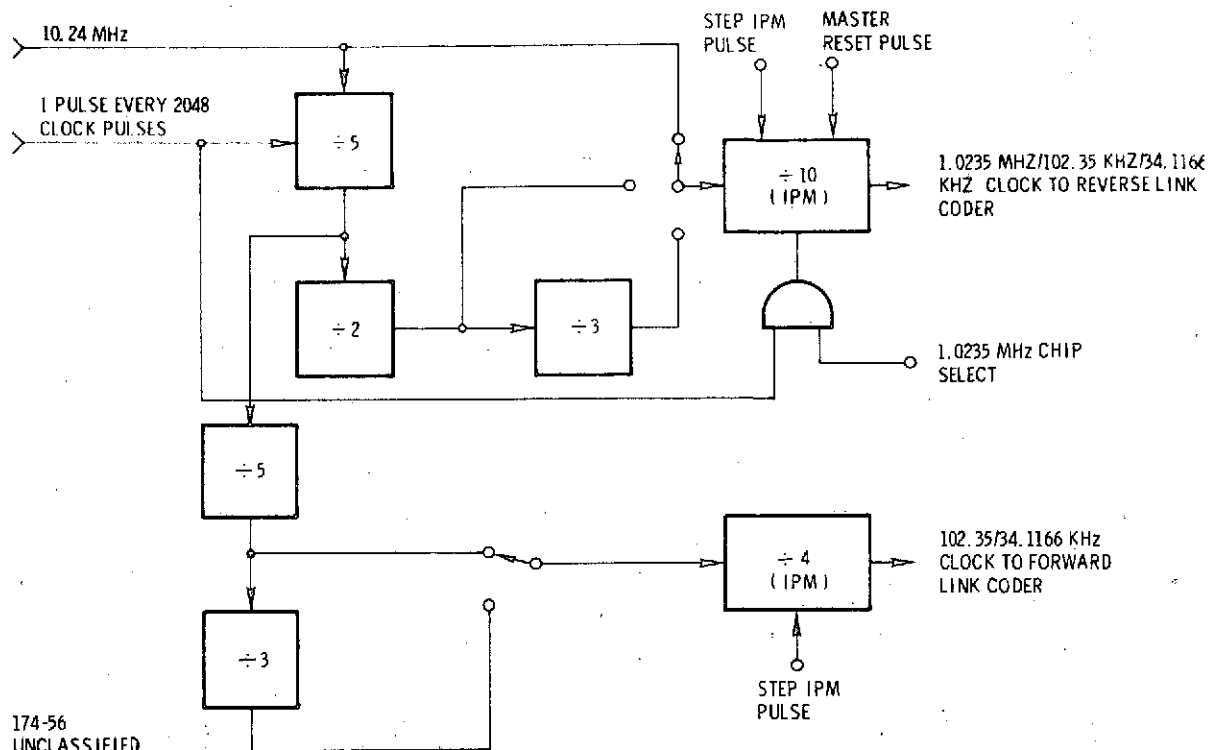 10.24 MHz
STEP IPM
PULSE
MASTER
RESET PULSE
1 PULSE EVERY 2048
CLOCK PULSES
÷5
÷10
(IPM)
1.0235 MHZ/102.35 KHZ/34.1166
KHZ CLOCK TO REVERSE LINK
CODER
÷2
÷3
1.0235 MHz CHIP
SELECT
÷5
÷4
(IPM)
102.35/34.1166 KHz
CLOCK TO FORWARD
LINK CODER
÷3
STEP IPM
PULSE
174-56
UNCLASSIFIED